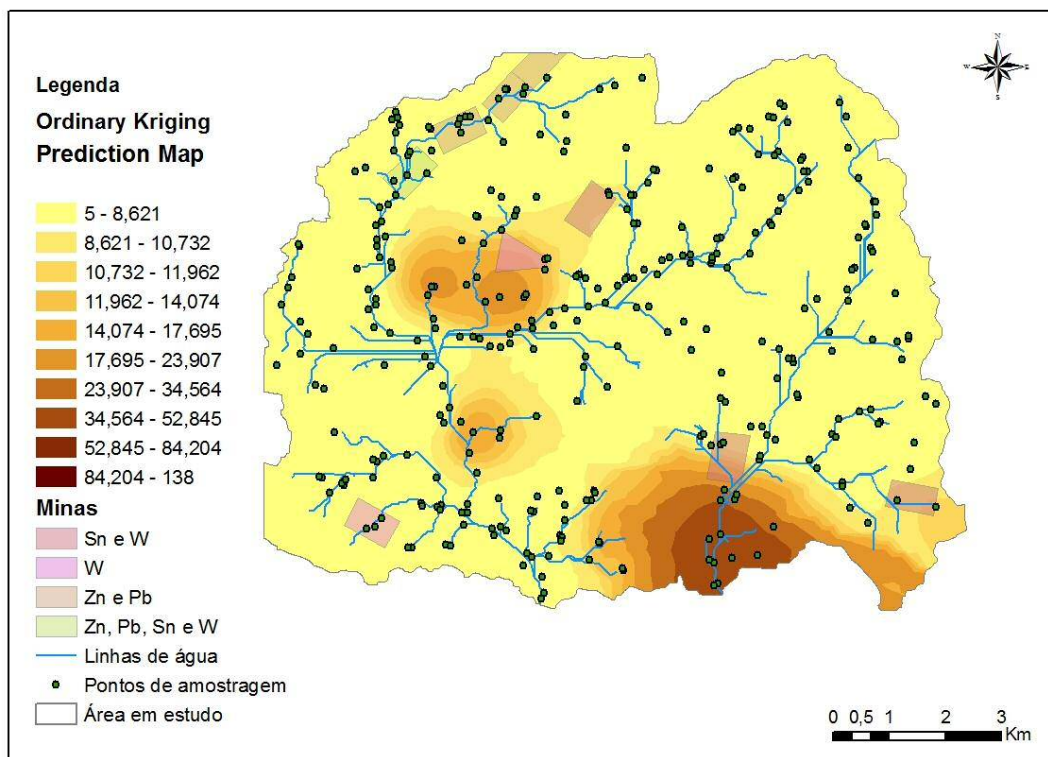 Legenda
Ordinary Kriging
Prediction Map
5 - 8,621
8,621 - 10,732
10,732 - 11,962
11,962 - 14,074
14,074 - 17,695
17,695 - 23,907
23,907 - 34,564
34,564 - 52,845
52,845 - 84,204
84,204 - 138
Minas
Sn e W
W
Zn e Pb
Zn, Pb, Sn e W
Linhas de água
Pontos de amostragem
Área em estudo
N
W E
S
0 0,5 1 2 3
Km